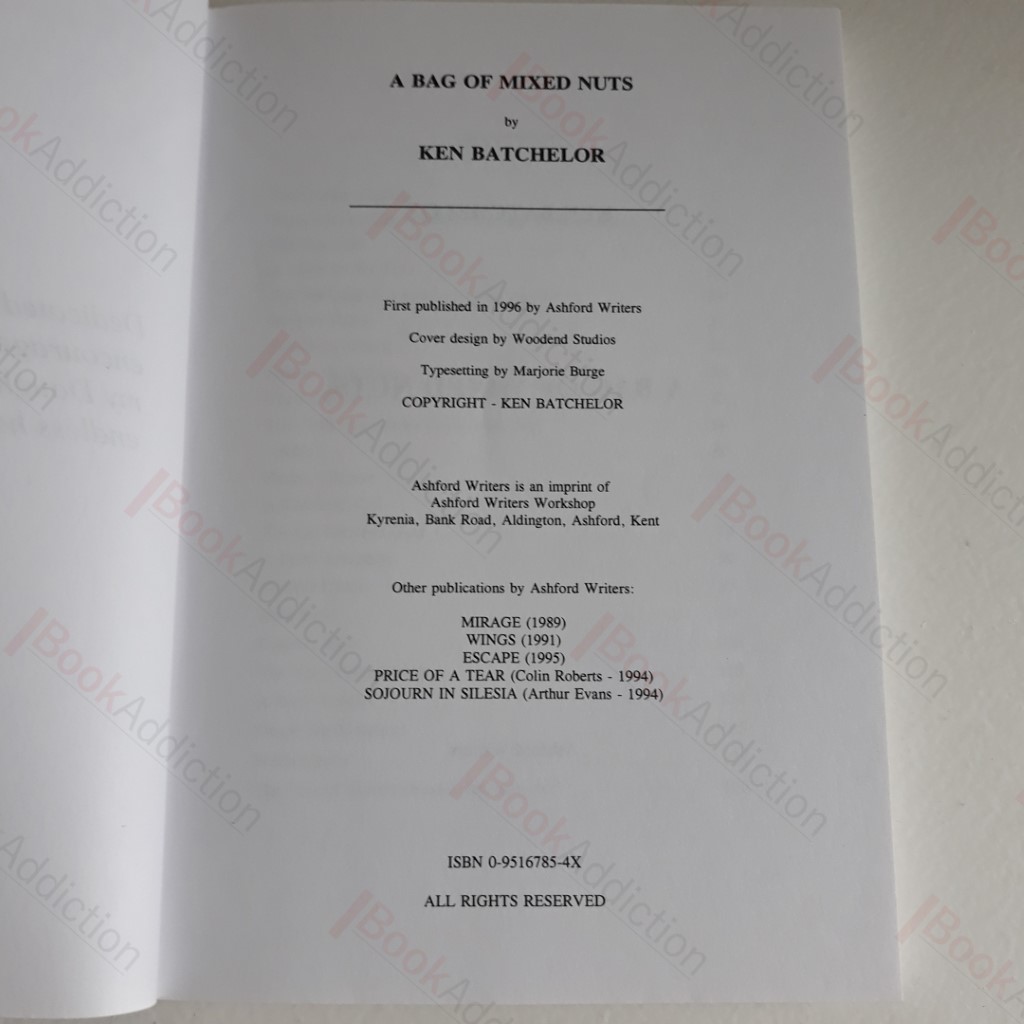 A BAG OF MIXED NUTS
by
KEN BATCHELOR
First published in 1996 by Ashford Writers
Cover design by Woodend Studios
Typesetting by Marjorie Burge
COPYRIGHT - KEN BATCHELOR
Ashford Writers is an imprint of
Ashford Writers Workshop
Kyrenia, Bank Road, Aldington, Ashford, Kent
Other publications by Ashford Writers:
MIRAGE (1989)
WINGS (1991)
ESCAPE (1995)
PRICE OF A TEAR (Colin Roberts - 1994)
SOJOURN IN SILESIA (Arthur Evans - 1994)
ISBN 0-9516785-4X
ALL RIGHTS RESERVED
BookAddiction